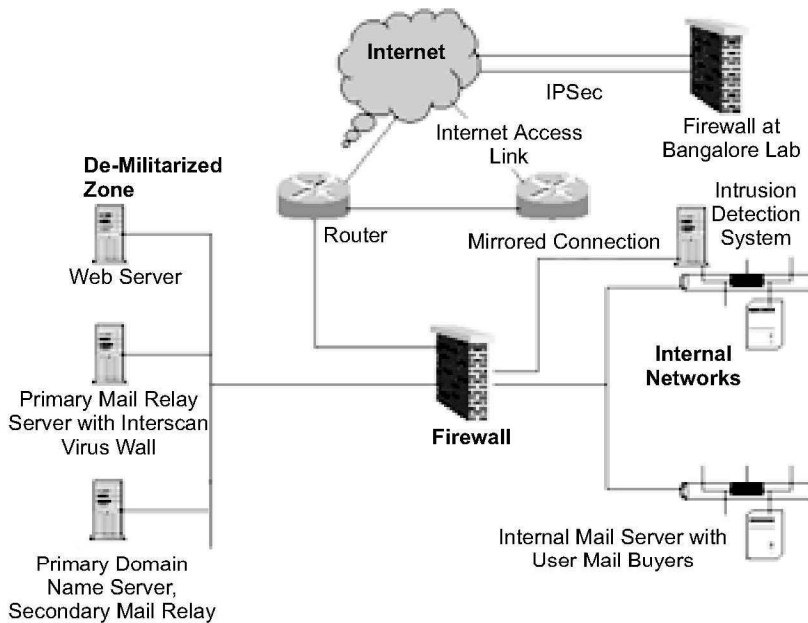 Internet
IPSec
Firewall at
Bangalore Lab
Internet Access
Link
De-Militarized
Zone
Intrusion
Detection
System
Router
Mirrored Connection
Web Server
Internal
Networks
Primary Mail Relay
Server with Interscan
Virus Wall
Firewall
Internal Mail Server with
User Mail Buyers
Primary Domain
Name Server,
Secondary Mail Relay